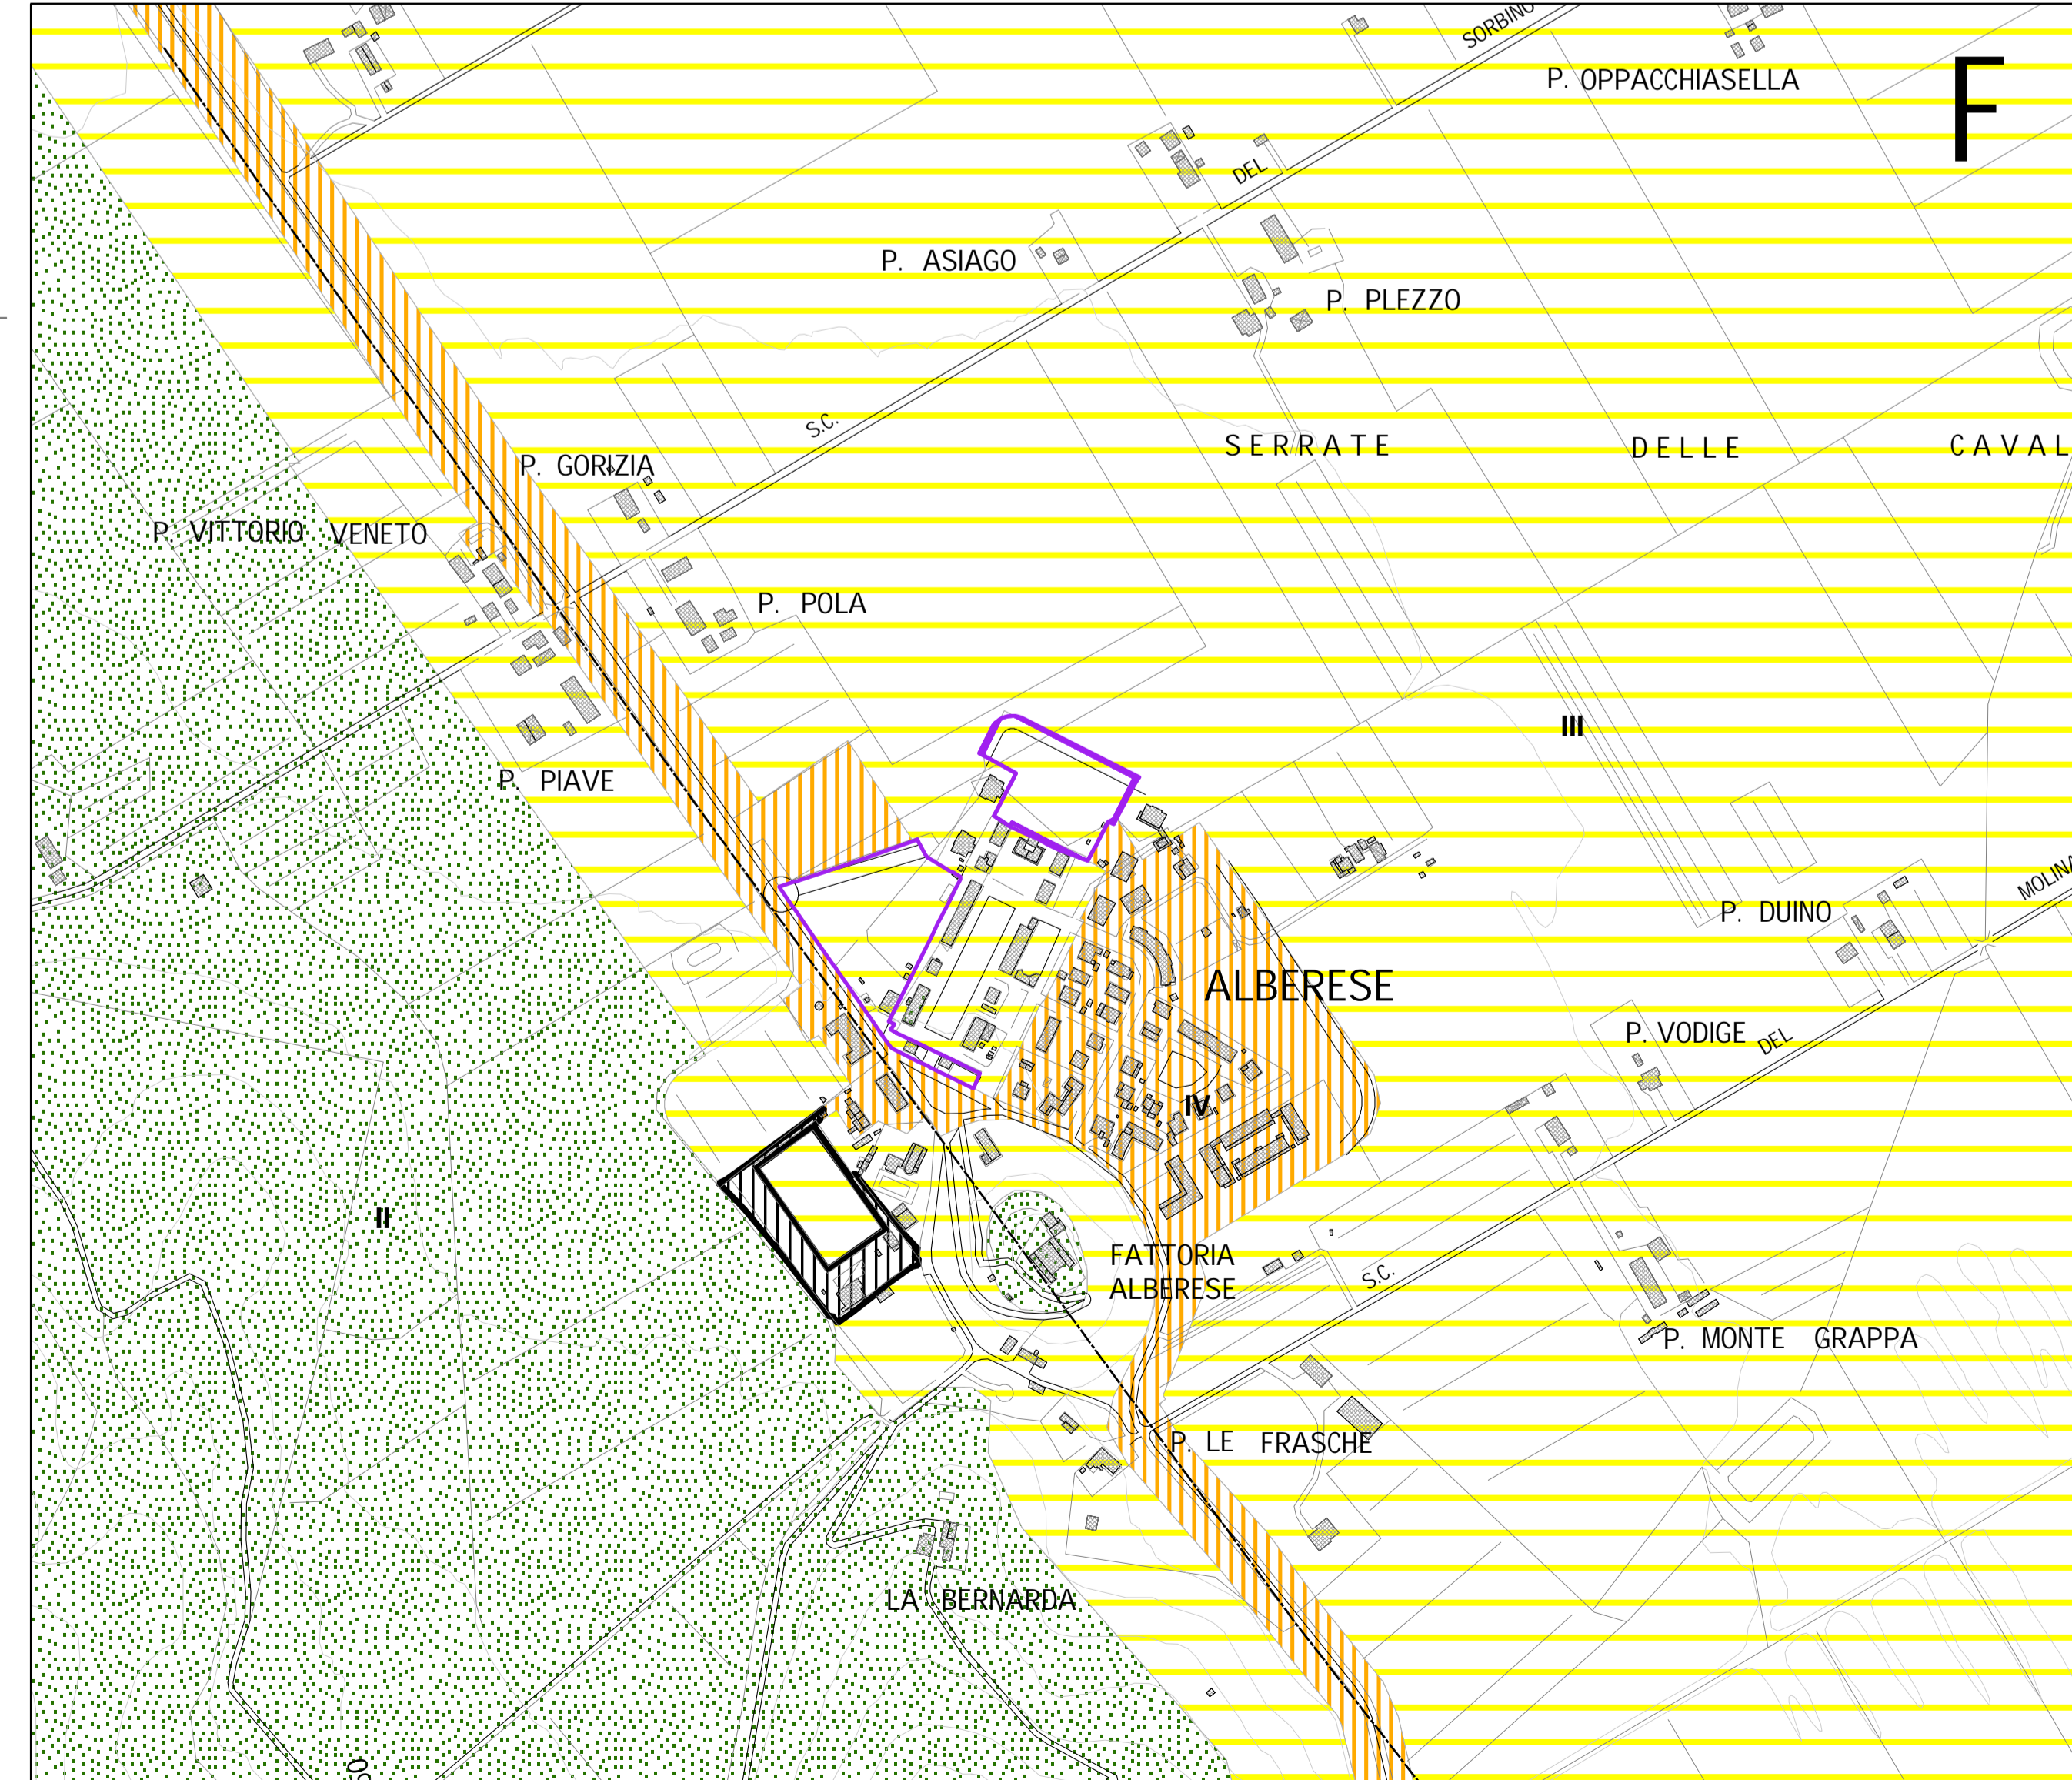 SORBINO
P. OPPACCHIASELLA
F
DEL
P. ASIAGO
P. PLEZZO
S.C.
SERRATE DELLE CAVAL
P. GORIZIA
P. VITTORIO VENETO
P. POLA
III
P. PIAVE
MOLINA
P. DUINO
ALBERESE
P. VODIGE
DEL
IV
II
FATTORIA
ALBERESE
S.C.
P. MONTE GRAPPA
P. LE FRASCHE
LA BERNARDA